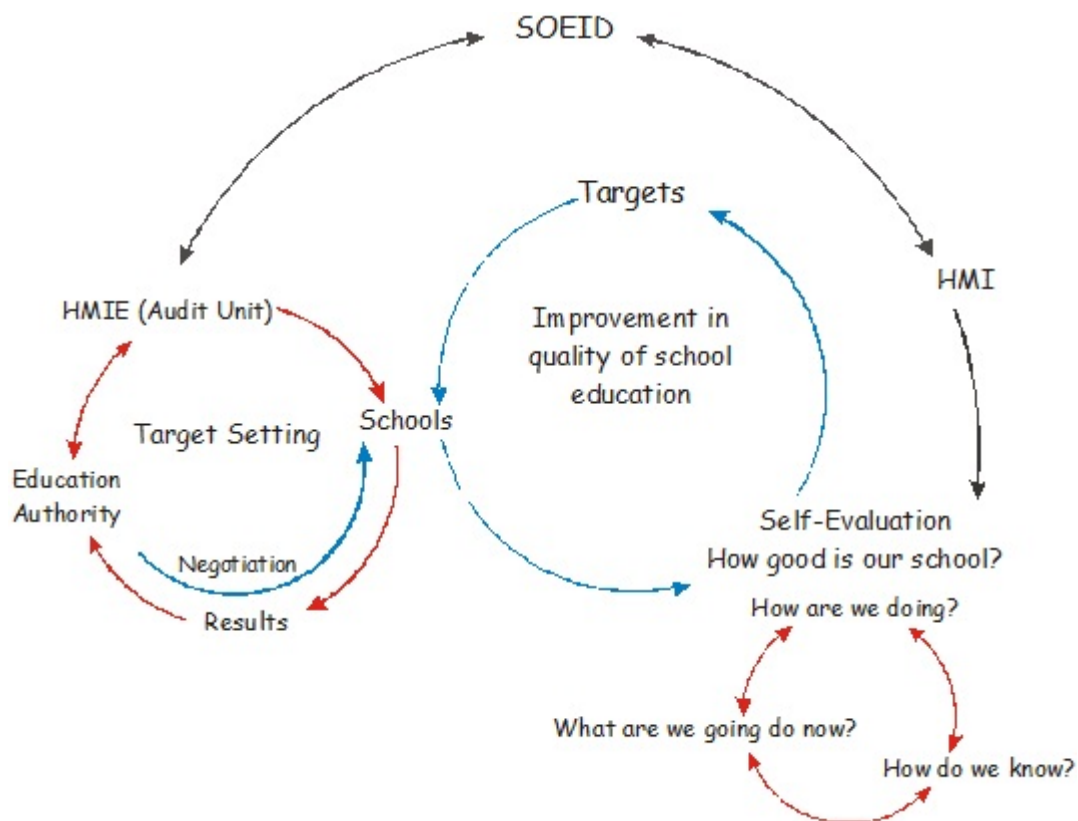 SOEID
Targets
HMIE (Audit Unit)
HMI
Improvement in
quality of school
education
Schools
Target Setting
Education
Authority
Negotiation
Results
Self-Evaluation
How good is our school?
How are we doing?
What are we going do now?
How do we know?